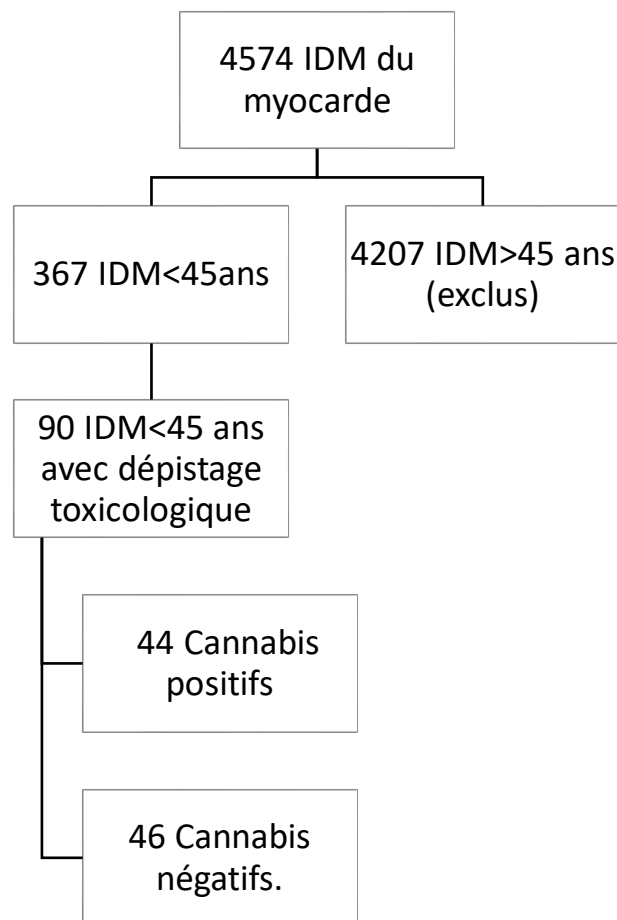 4574 IDM du
myocarde
367 IDM<45ans
4207 IDM>45 ans
(exclus)
90 IDM<45 ans
avec dépistage
toxicologique
44 Cannabis
positifs
46 Cannabis
négatifs.